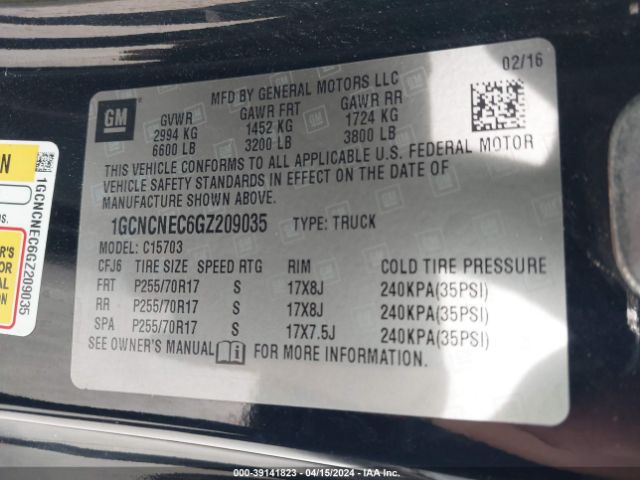 02/16
MFD BY GENERAL MOTORS LLC
GM
GVWR GAWR FRT GAWR RR
2994 KG 1452 KG 1724 KG
6600 LB 3200 LB 3800 LB
THIS VEHICLE CONFORMS TO ALL APPLICABLE U.S. FEDERAL MOTOR
VEHICLE SAFETY STANDARDS IN EFFECT ON THE DATE OF
MANUFACTURE SHOWN ABOVE.
1GCNCNEC6GZ209035 TYPE: TRUCK
MODEL: C15703
CFJ6 TIRE SIZE SPEED RTG RIM COLD TIRE PRESSURE
FRT P255/70R17 S 17X8J 240KPA(35PSI)
RR P255/70R17 S 17X8J 240KPA(35PSI)
SPA P255/70R17 S 17X7.5J 240KPA(35PSI)
SEE OWNER'S MANUAL FOR MORE INFORMATION.
1GCNCNEC6GZ209035
000-39141823 - 04/15/2024 - IAA Inc.